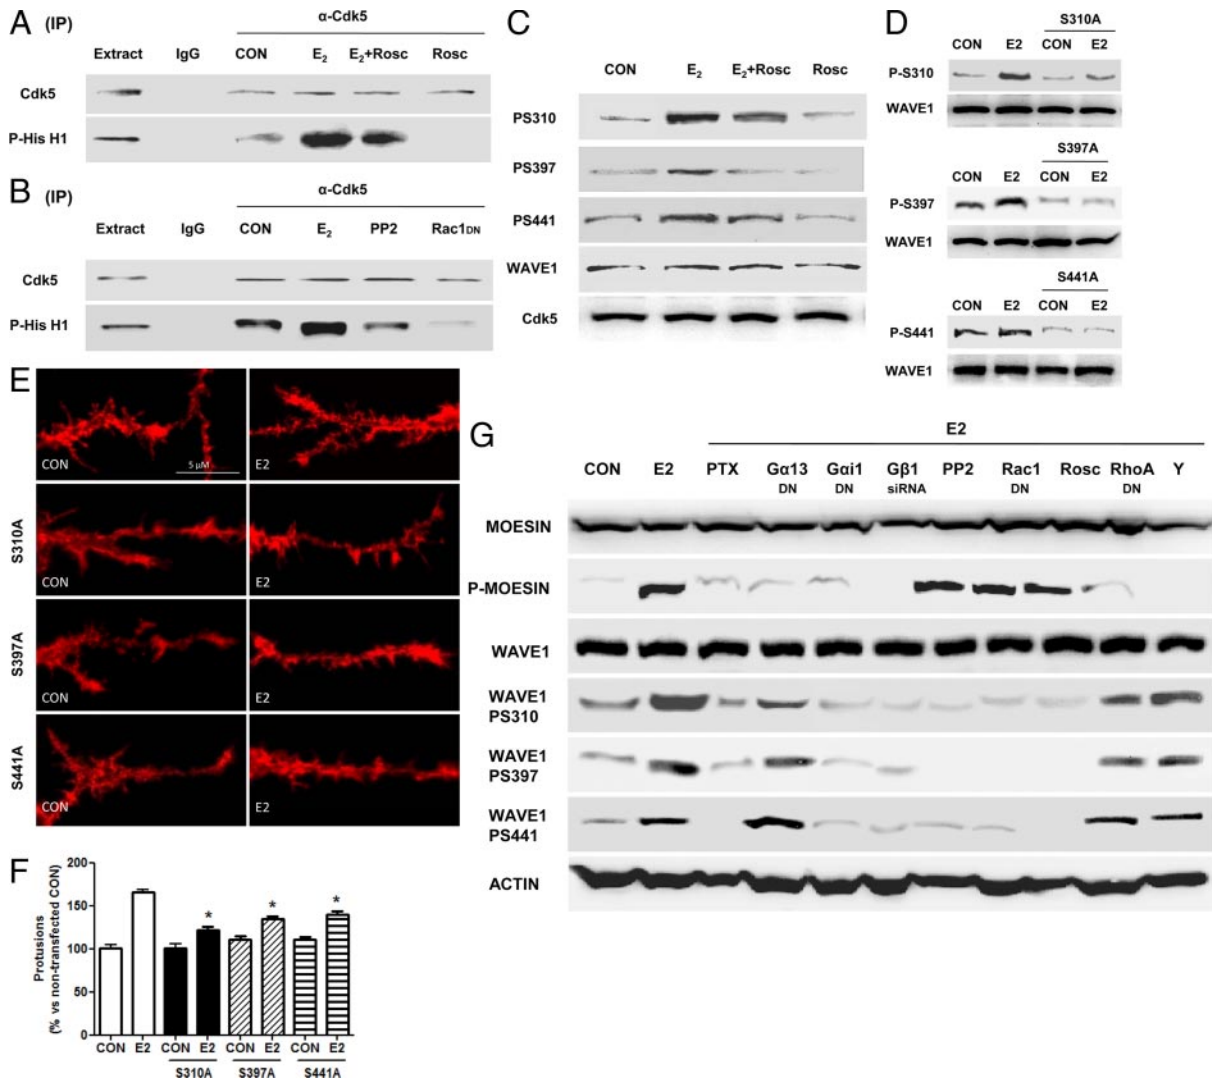 A (IP) α-Cdk5
Extract IgG CON E₂ E₂+Rosc Rosc
Cdk5
P-His H1
B (IP) α-Cdk5
Extract IgG CON E₂ PP2 Rac1DN
Cdk5
P-His H1
C
CON E₂ E₂+Rosc Rosc
PS310
PS397
PS441
WAVE1
Cdk5
D S310A
CON E2 CON E2
P-S310
WAVE1
S397A
CON E2 CON E2
P-S397
WAVE1
S441A
CON E2 CON E2
P-S441
WAVE1
E
CON 5 µM E2
S310A CON E2
S397A CON E2
S441A CON E2
F
Protusions
(% vs non-transfected CON)
200
150
100
50
0
* * *
CON E2 CON E2 CON E2 CON E2
S310A S397A S441A
G E2
CON E2 PTX Gα13 Gαi1 Gβ1 PP2 Rac1 Rosc RhoA Y
DN DN siRNA DN DN
MOESIN
P-MOESIN
WAVE1
WAVE1
PS310
WAVE1
PS397
WAVE1
PS441
ACTIN